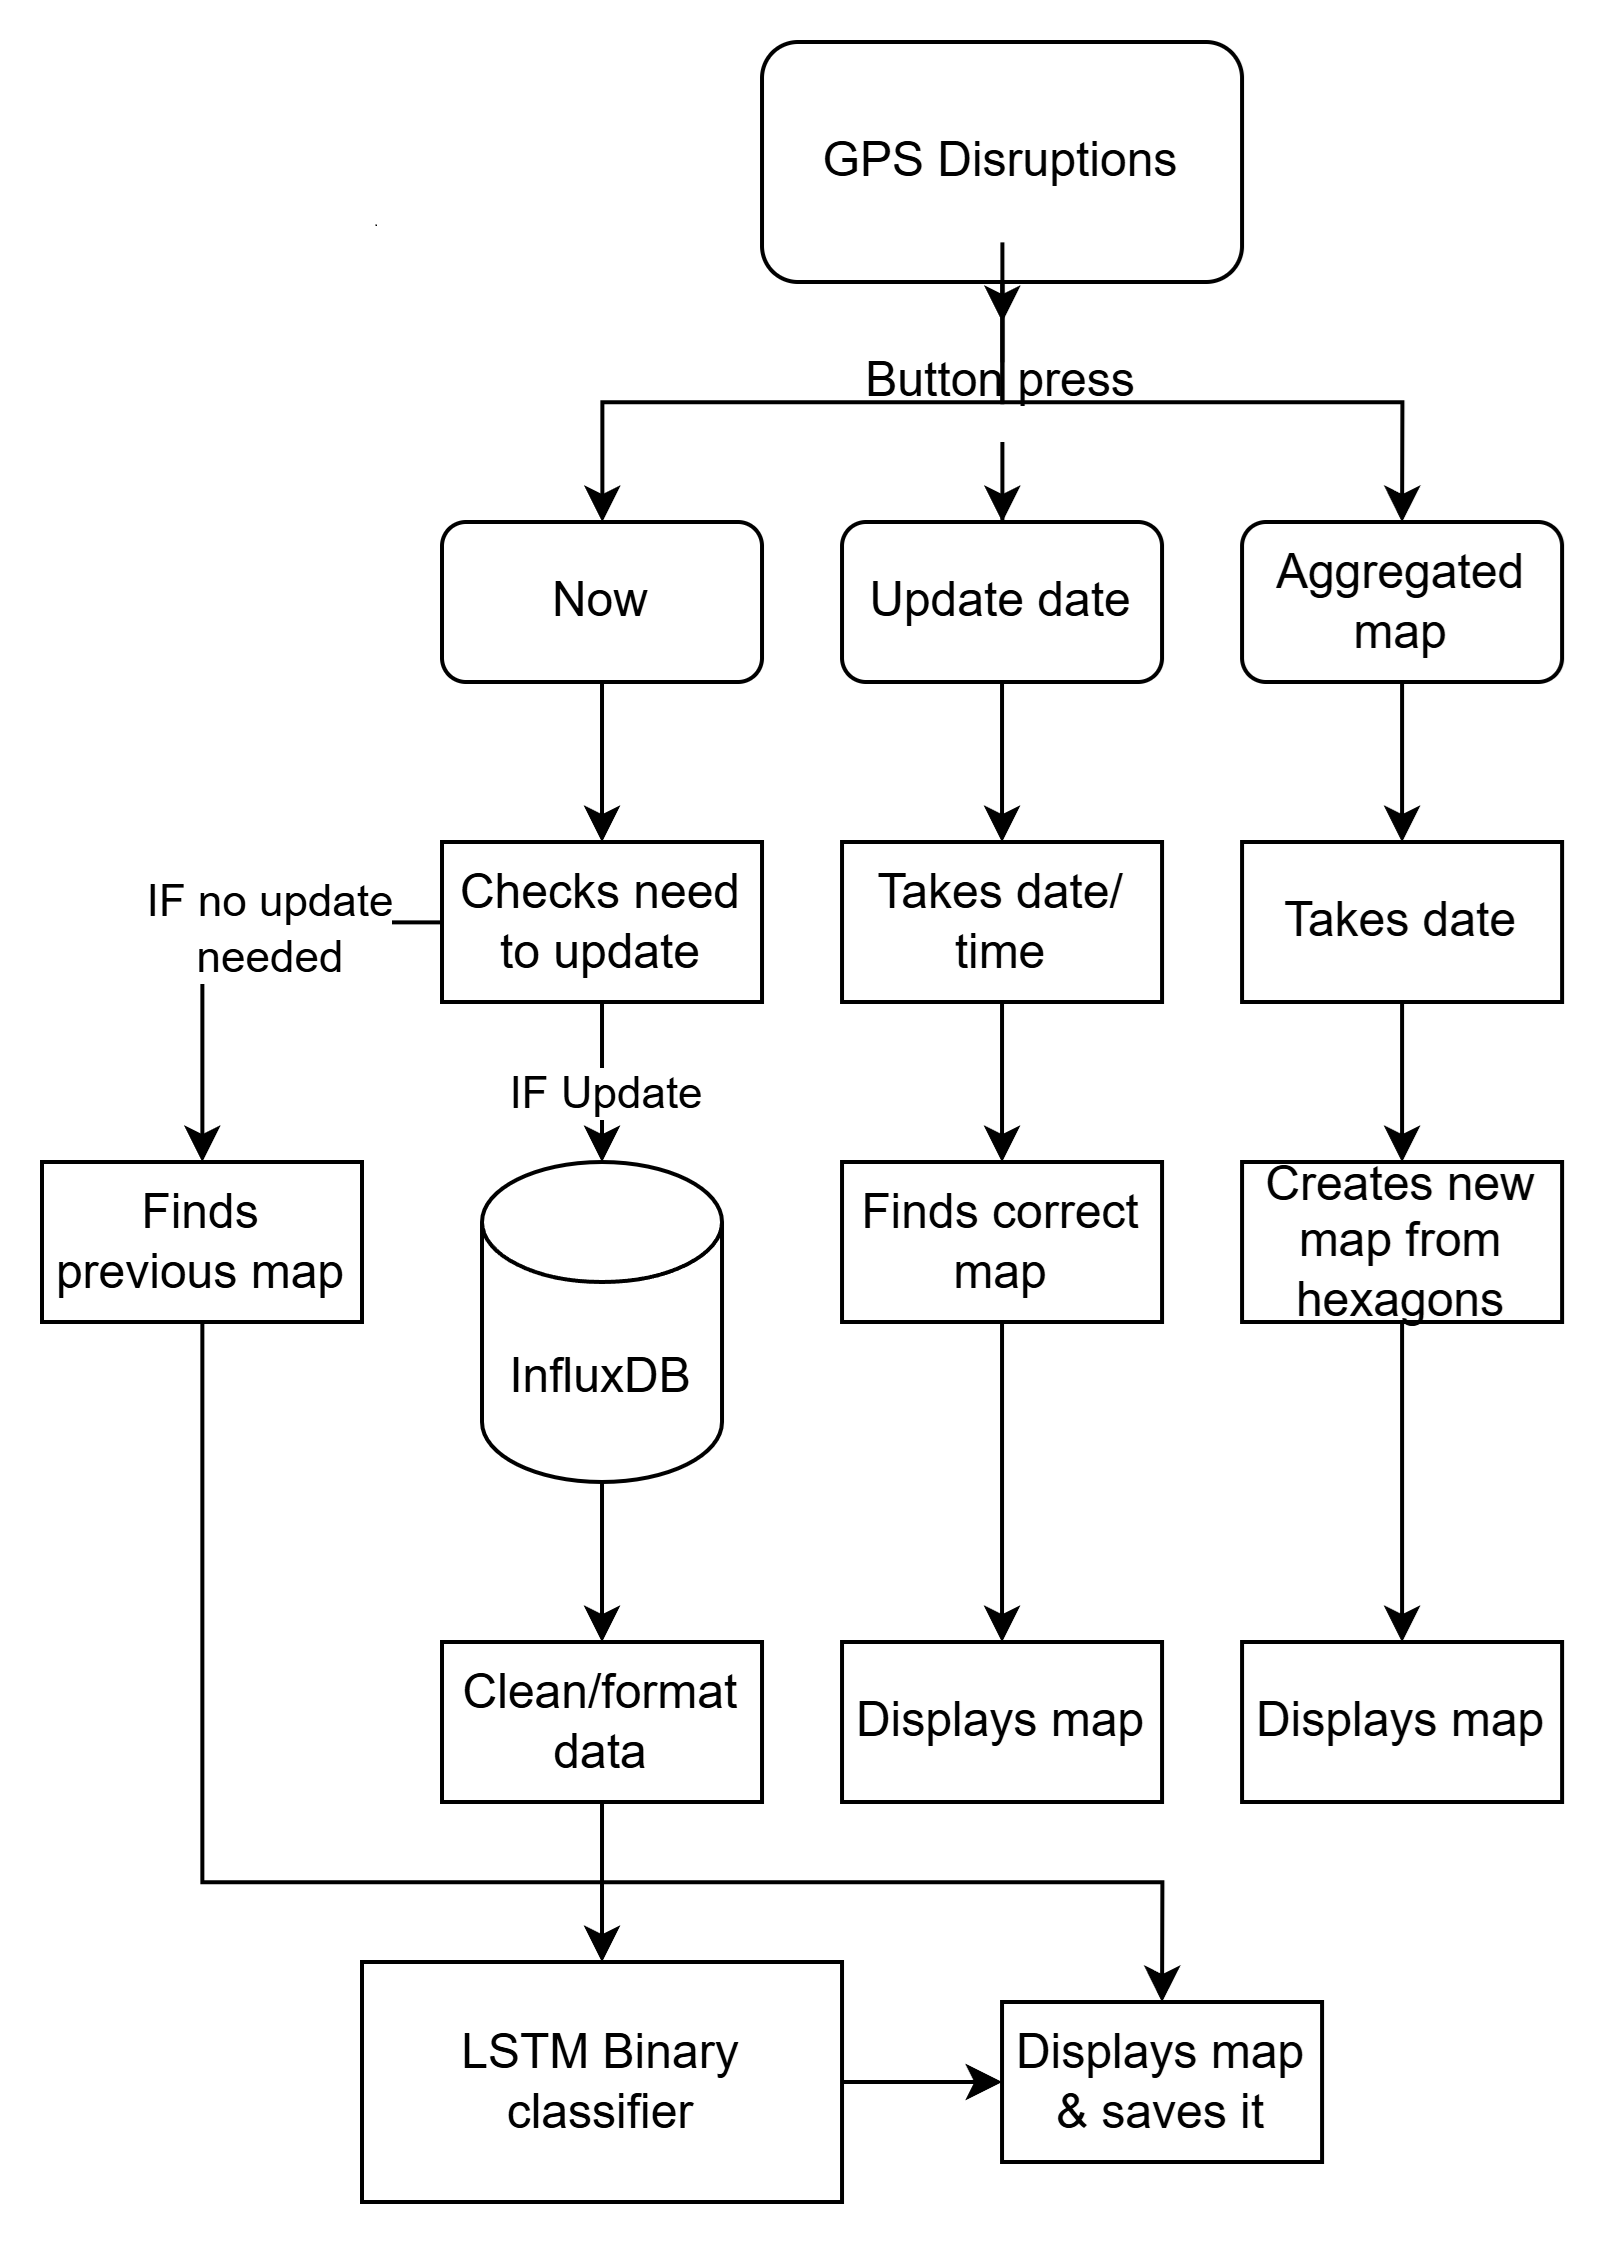 GPS Disruptions
Button press
Now
Update date
Aggregated
map
Checks need
to update
Takes date/
time
Takes date
IF no update
needed
IF Update
Finds
previous map
InfluxDB
Finds correct
map
Creates new
map from
hexagons
Clean/format
data
Displays map
Displays map
LSTM Binary
classifier
Displays map
& saves it